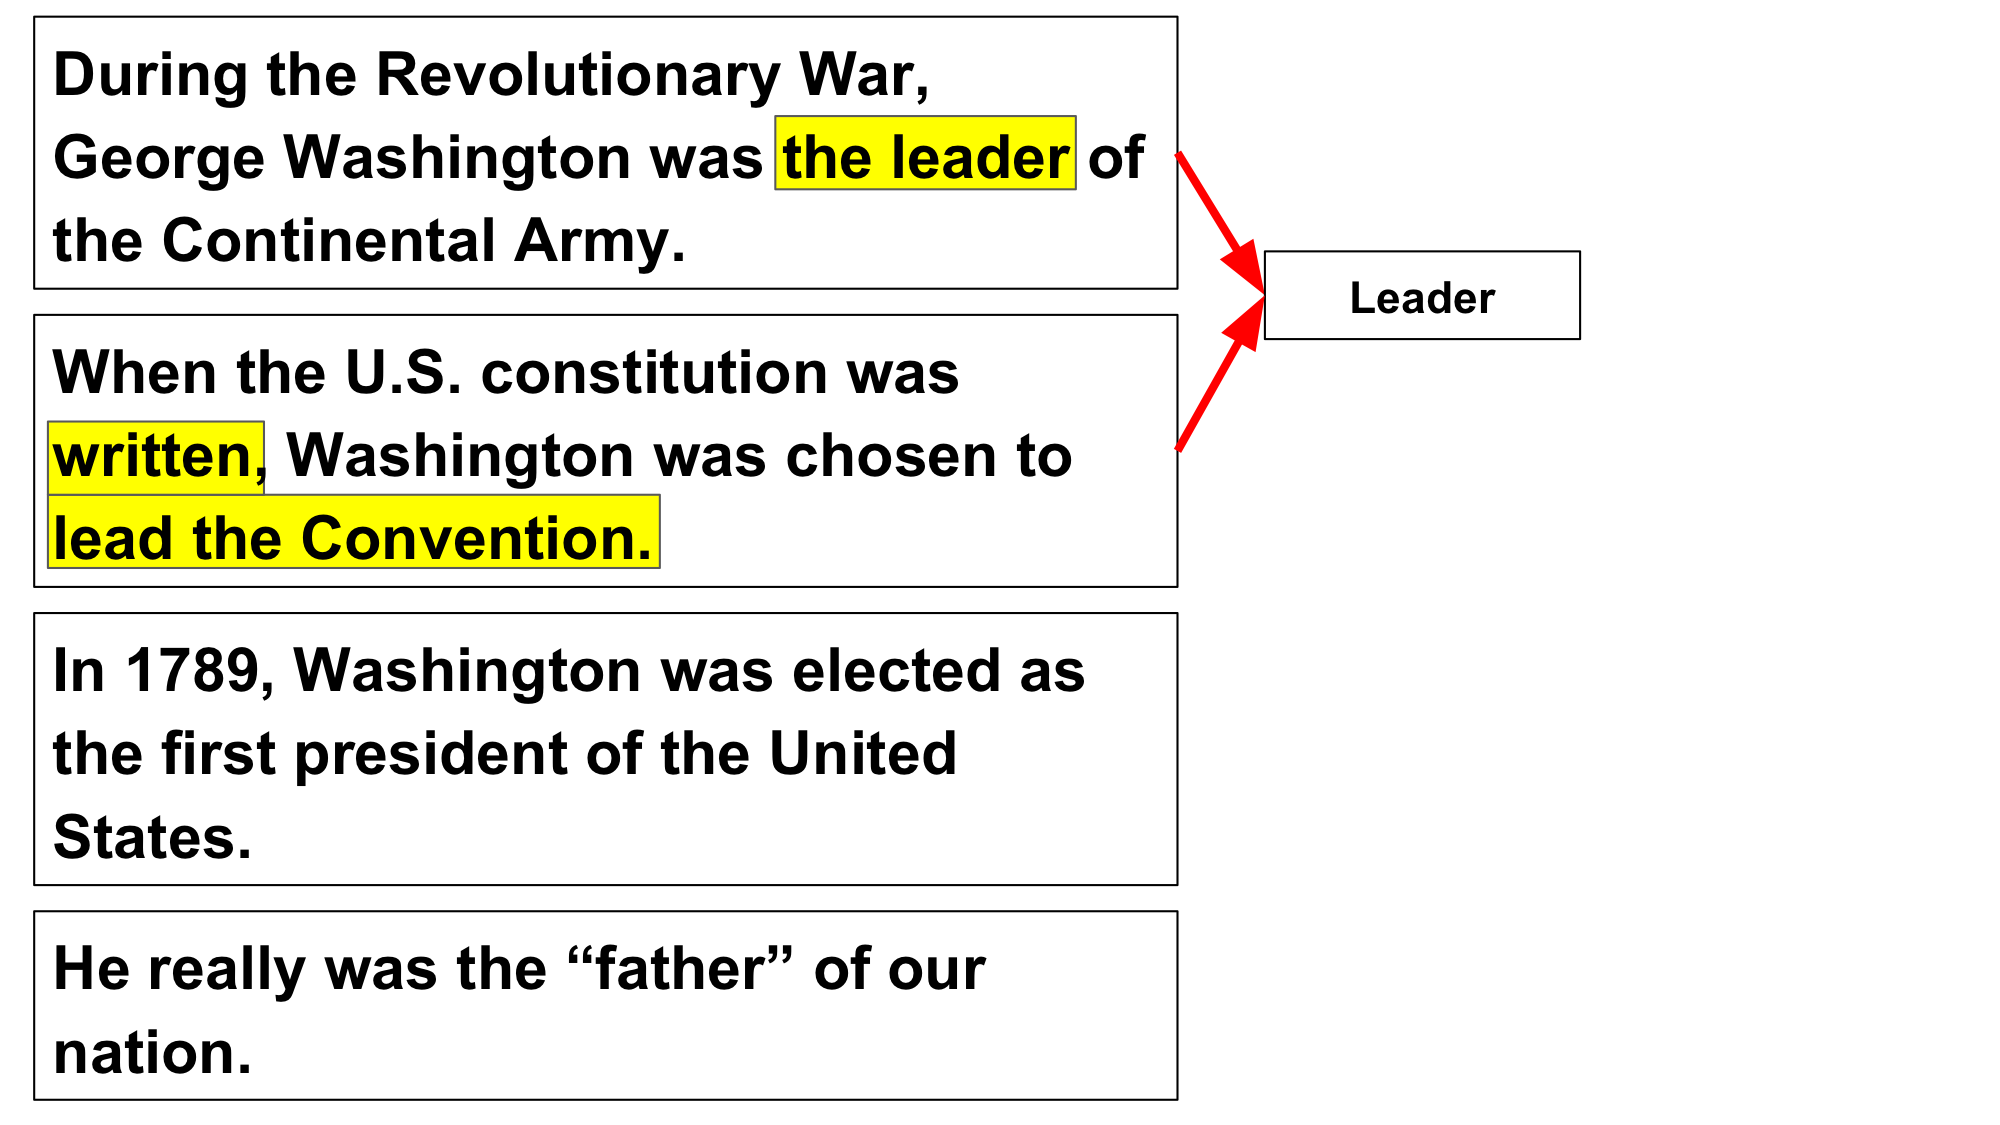 During the Revolutionary War,
George Washington was the leader of
the Continental Army.
Leader
When the U.S. constitution was
written, Washington was chosen to
lead the Convention.
In 1789, Washington was elected as
the first president of the United
States.
He really was the “father” of our
nation.